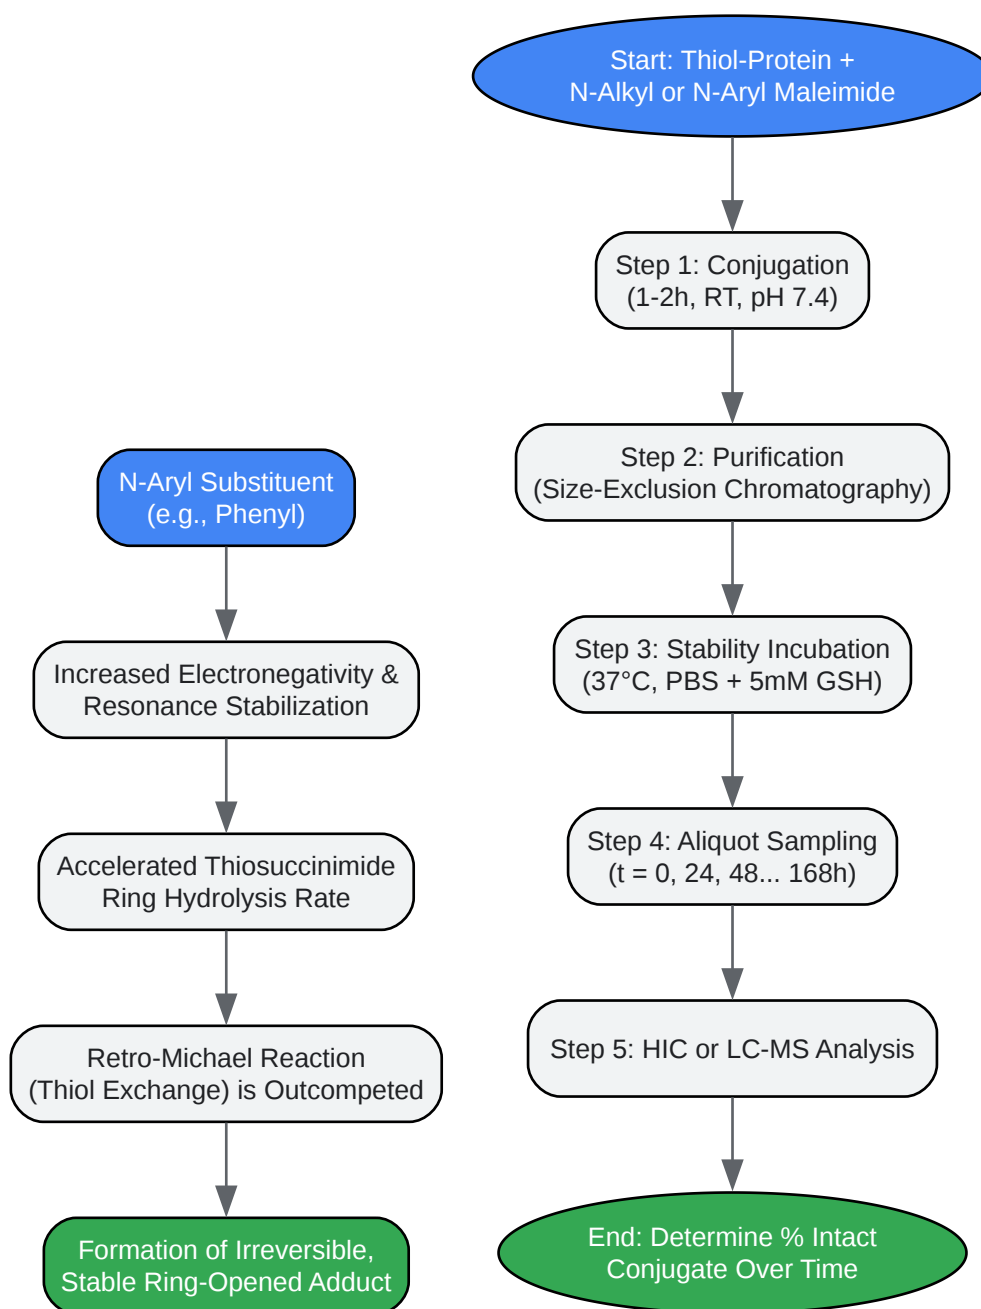 N-Aryl Substituent
(e.g., Phenyl)
Increased Electronegativity &
Resonance Stabilization
Accelerated Thiosuccinimide
Ring Hydrolysis Rate
Retro-Michael Reaction
(Thiol Exchange) is Outcompeted
Formation of Irreversible,
Stable Ring-Opened Adduct
Start: Thiol-Protein +
N-Alkyl or N-Aryl Maleimide
Step 1: Conjugation
(1-2h, RT, pH 7.4)
Step 2: Purification
(Size-Exclusion Chromatography)
Step 3: Stability Incubation
(37°C, PBS + 5mM GSH)
Step 4: Aliquot Sampling
(t = 0, 24, 48... 168h)
Step 5: HIC or LC-MS Analysis
End: Determine % Intact
Conjugate Over Time